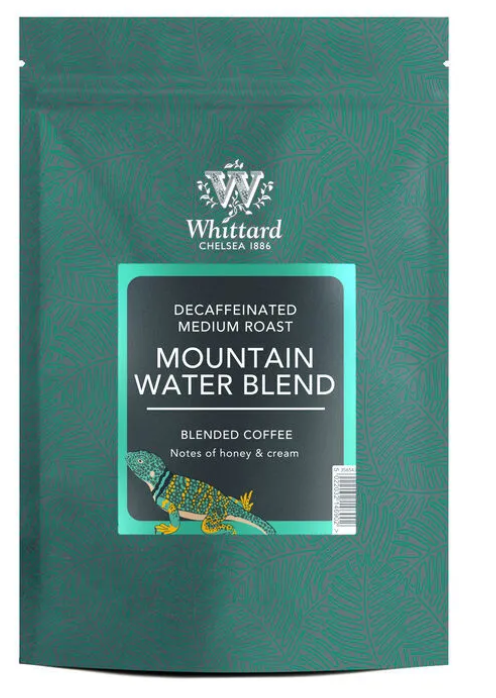 W
Whittard
CHELSEA 1886
DECAFFEINATED
MEDIUM ROAST
MOUNTAIN
WATER BLEND
BLENDED COFFEE
Notes of honey & cream